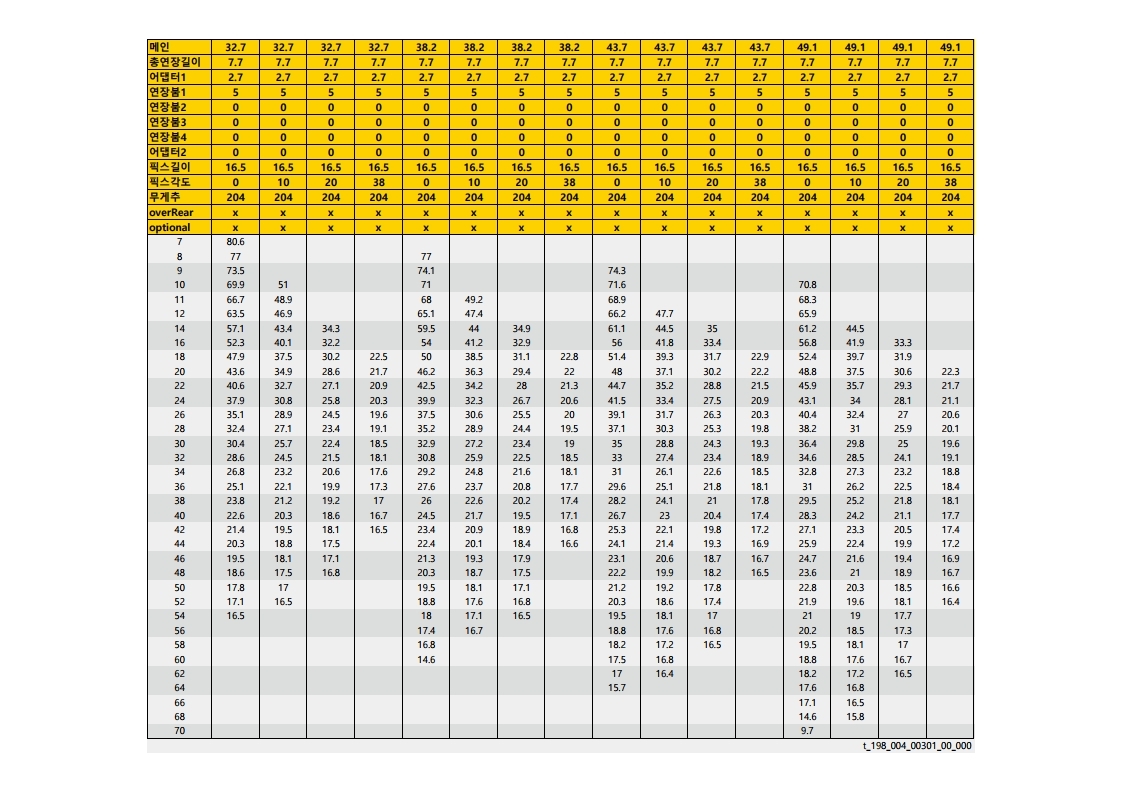 메인 32.7 32.7 32.7 32.7 38.2 38.2 38.2 38.2 43.7 43.7 43.7 43.7 49.1 49.1 49.1 49.1
총연장길이 7.7 7.7 7.7 7.7 7.7 7.7 7.7 7.7 7.7 7.7 7.7 7.7 7.7 7.7 7.7 7.7
어댑터1 2.7 2.7 2.7 2.7 2.7 2.7 2.7 2.7 2.7 2.7 2.7 2.7 2.7 2.7 2.7 2.7
연장붐1 5 5 5 5 5 5 5 5 5 5 5 5 5 5 5 5
연장붐2 0 0 0 0 0 0 0 0 0 0 0 0 0 0 0 0
연장붐3 0 0 0 0 0 0 0 0 0 0 0 0 0 0 0 0
연장붐4 0 0 0 0 0 0 0 0 0 0 0 0 0 0 0 0
어댑터2 0 0 0 0 0 0 0 0 0 0 0 0 0 0 0 0
픽스길이 16.5 16.5 16.5 16.5 16.5 16.5 16.5 16.5 16.5 16.5 16.5 16.5 16.5 16.5 16.5 16.5
픽스각도 0 10 20 38 0 10 20 38 0 10 20 38 0 10 20 38
무게추 204 204 204 204 204 204 204 204 204 204 204 204 204 204 204 204
overRear x x x x x x x x x x x x x x x x
optional x x x x x x x x x x x x x x x x
7 80.6
8 77 77
9 73.5 74.1 74.3
10 69.9 51 71 71.6 70.8
11 66.7 48.9 68 49.2 68.9 68.3
12 63.5 46.9 65.1 47.4 66.2 47.7 65.9
14 57.1 43.4 34.3 59.5 44 34.9 61.1 44.5 35 61.2 44.5
16 52.3 40.1 32.2 54 41.2 32.9 56 41.8 33.4 56.8 41.9 33.3
18 47.9 37.5 30.2 22.5 50 38.5 31.1 22.8 51.4 39.3 31.7 22.9 52.4 39.7 31.9
20 43.6 34.9 28.6 21.7 46.2 36.3 29.4 22 48 37.1 30.2 22.2 48.8 37.5 30.6 22.3
22 40.6 32.7 27.1 20.9 42.5 34.2 28 21.3 44.7 35.2 28.8 21.5 45.9 35.7 29.3 21.7
24 37.9 30.8 25.8 20.3 39.9 32.3 26.7 20.6 41.5 33.4 27.5 20.9 43.1 34 28.1 21.1
26 35.1 28.9 24.5 19.6 37.5 30.6 25.5 20 39.1 31.7 26.3 20.3 40.4 32.4 27 20.6
28 32.4 27.1 23.4 19.1 35.2 28.9 24.4 19.5 37.1 30.3 25.3 19.8 38.2 31 25.9 20.1
30 30.4 25.7 22.4 18.5 32.9 27.2 23.4 19 35 28.8 24.3 19.3 36.4 29.8 25 19.6
32 28.6 24.5 21.5 18.1 30.8 25.9 22.5 18.5 33 27.4 23.4 18.9 34.6 28.5 24.1 19.1
34 26.8 23.2 20.6 17.6 29.2 24.8 21.6 18.1 31 26.1 22.6 18.5 32.8 27.3 23.2 18.8
36 25.1 22.1 19.9 17.3 27.6 23.7 20.8 17.7 29.6 25.1 21.8 18.1 31 26.2 22.5 18.4
38 23.8 21.2 19.2 17 26 22.6 20.2 17.4 28.2 24.1 21 17.8 29.5 25.2 21.8 18.1
40 22.6 20.3 18.6 16.7 24.5 21.7 19.5 17.1 26.7 23 20.4 17.4 28.3 24.2 21.1 17.7
42 21.4 19.5 18.1 16.5 23.4 20.9 18.9 16.8 25.3 22.1 19.8 17.2 27.1 23.3 20.5 17.4
44 20.3 18.8 17.5 22.4 20.1 18.4 16.6 24.1 21.4 19.3 16.9 25.9 22.4 19.9 17.2
46 19.5 18.1 17.1 21.3 19.3 17.9 23.1 20.6 18.7 16.7 24.7 21.6 19.4 16.9
48 18.6 17.5 16.8 20.3 18.7 17.5 22.2 19.9 18.2 16.5 23.6 21 18.9 16.7
50 17.8 17 19.5 18.1 17.1 21.2 19.2 17.8 22.8 20.3 18.5 16.6
52 17.1 16.5 18.8 17.6 16.8 20.3 18.6 17.4 21.9 19.6 18.1 16.4
54 16.5 18 17.1 16.5 19.5 18.1 17 21 19 17.7
56 17.4 16.7 18.8 17.6 16.8 20.2 18.5 17.3
58 16.8 18.2 17.2 16.5 19.5 18.1 17
60 14.6 17.5 16.8 18.8 17.6 16.7
62 17 16.4 18.2 17.2 16.5
64 15.7 17.6 16.8
66 17.1 16.5
68 14.6 15.8
70 9.7
t_198_004_00301_00_000